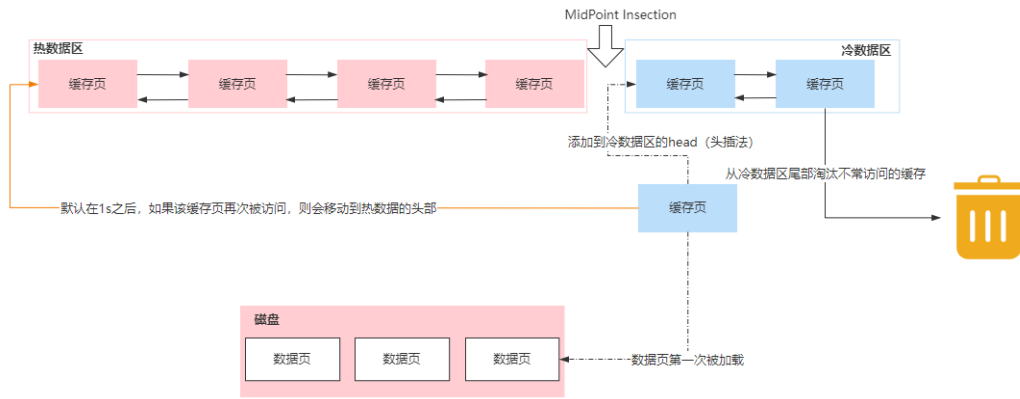 MidPoint Insection
热数据区
冷数据区
缓存页
缓存页
缓存页
缓存页
缓存页
缓存页
添加到冷数据区的head（头插法）
从冷数据区尾部淘汰不常访问的缓存
默认在1s之后，如果该缓存页再次被访问，则会移动到热数据的头部
缓存页
磁盘
数据页
数据页
数据页
数据页第一次被加载